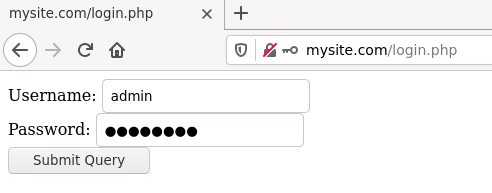 mysite.com/login.php
mysite.com/login.php
Username: admin
Password: ●●●●●●●●
Submit Query